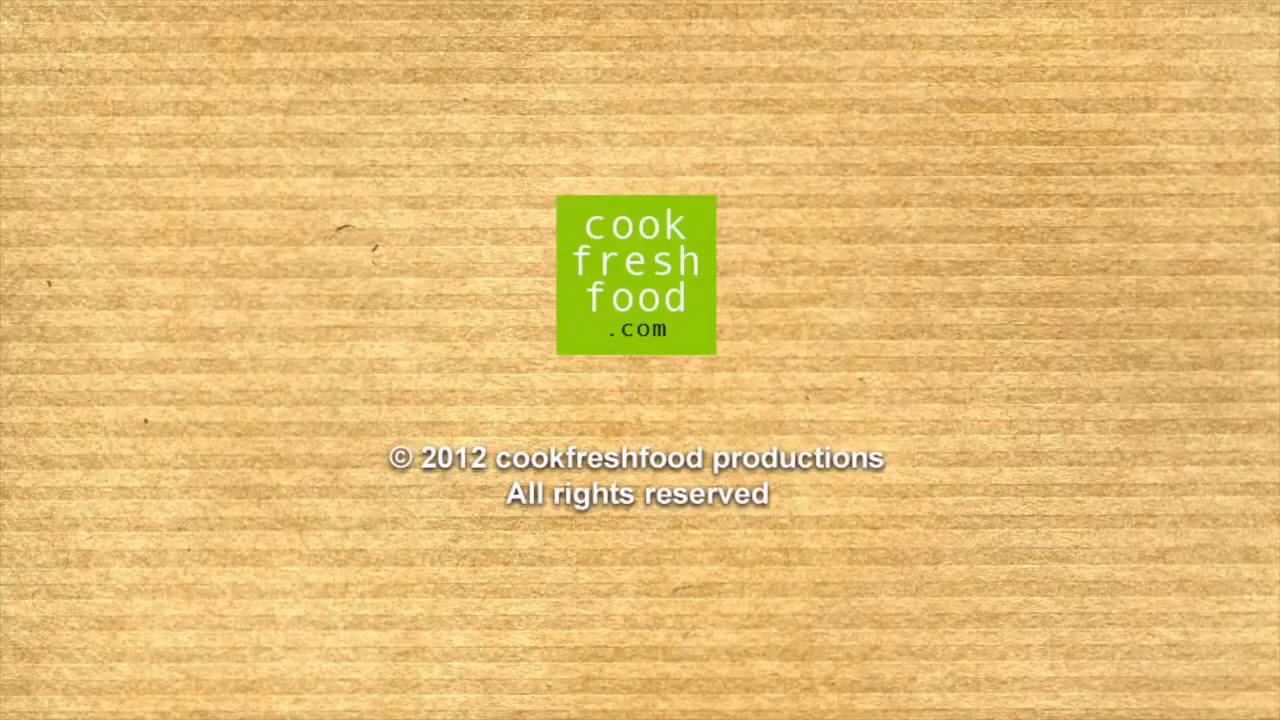 cook
fresh
food
.com
© 2012 cookfreshfood productions
All rights reserved